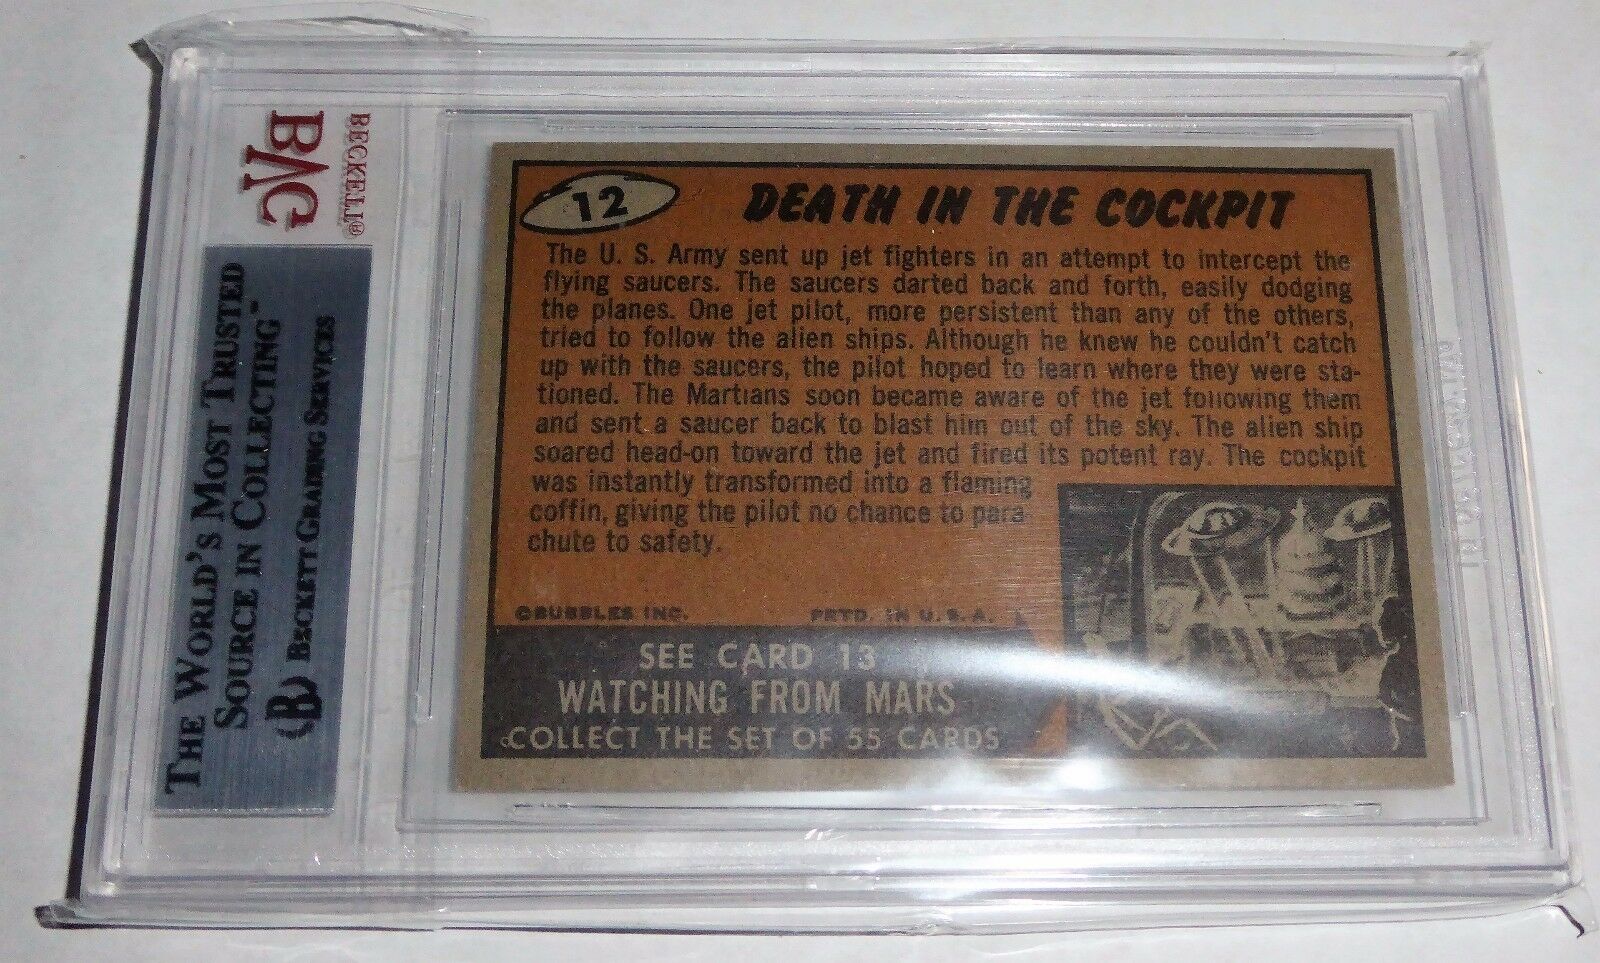 BECKETT®
BVG
THE WORLD'S MOST TRUSTED
SOURCE IN COLLECTING™
BECKETT GRADING SERVICES
12
DEATH IN THE COCKPIT
The U. S. Army sent up jet fighters in an attempt to intercept the
flying saucers. The saucers darted back and forth, easily dodging
the planes. One jet pilot, more persistent than any of the others,
tried to follow the alien ships. Although he knew he couldn't catch
up with the saucers, the pilot hoped to learn where they were sta-
tioned. The Martians soon became aware of the jet following them
and sent a saucer back to blast him out of the sky. The alien ship
soared head-on toward the jet and fired its potent ray. The cockpit
was instantly transformed into a flaming
coffin, giving the pilot no chance to para-
chute to safety.
©BUBBLES INC. PRTD. IN U.S.A.
SEE CARD 13
WATCHING FROM MARS
COLLECT THE SET OF 55 CARDS